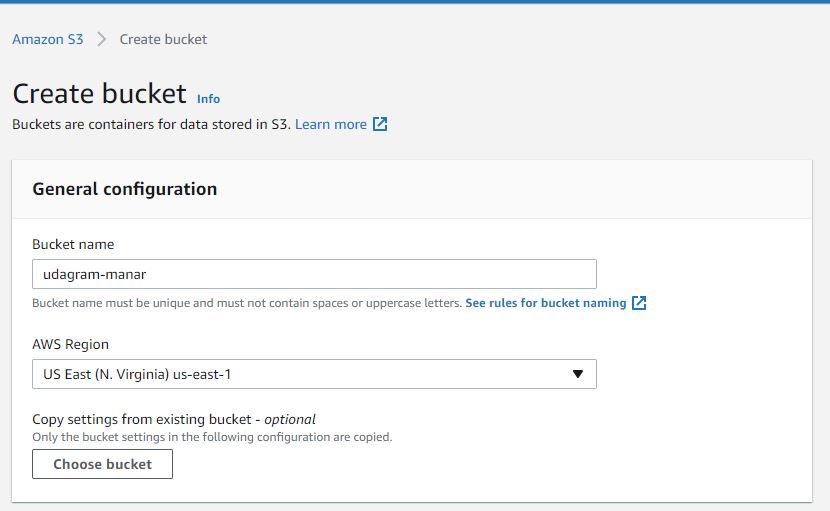 Amazon S3 > Create bucket
Create bucket Info
Buckets are containers for data stored in S3. Learn more
General configuration
Bucket name
udagram-manar
Bucket name must be unique and must not contain spaces or uppercase letters. See rules for bucket naming
AWS Region
US East (N. Virginia) us-east-1
Copy settings from existing bucket - optional
Only the bucket settings in the following configuration are copied.
Choose bucket